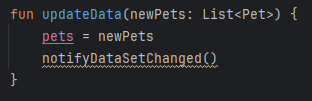 fun updateData(newPets: List<Pet>) {
    pets = newPets
    notifyDataSetChanged()
}